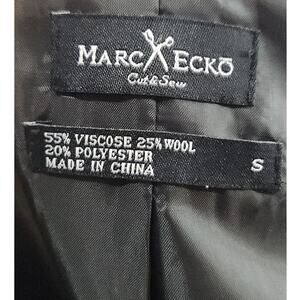 MARC ECKŌ
Cut & Sew
55% VISCOSE 25% WOOL
20% POLYESTER
MADE IN CHINA
S